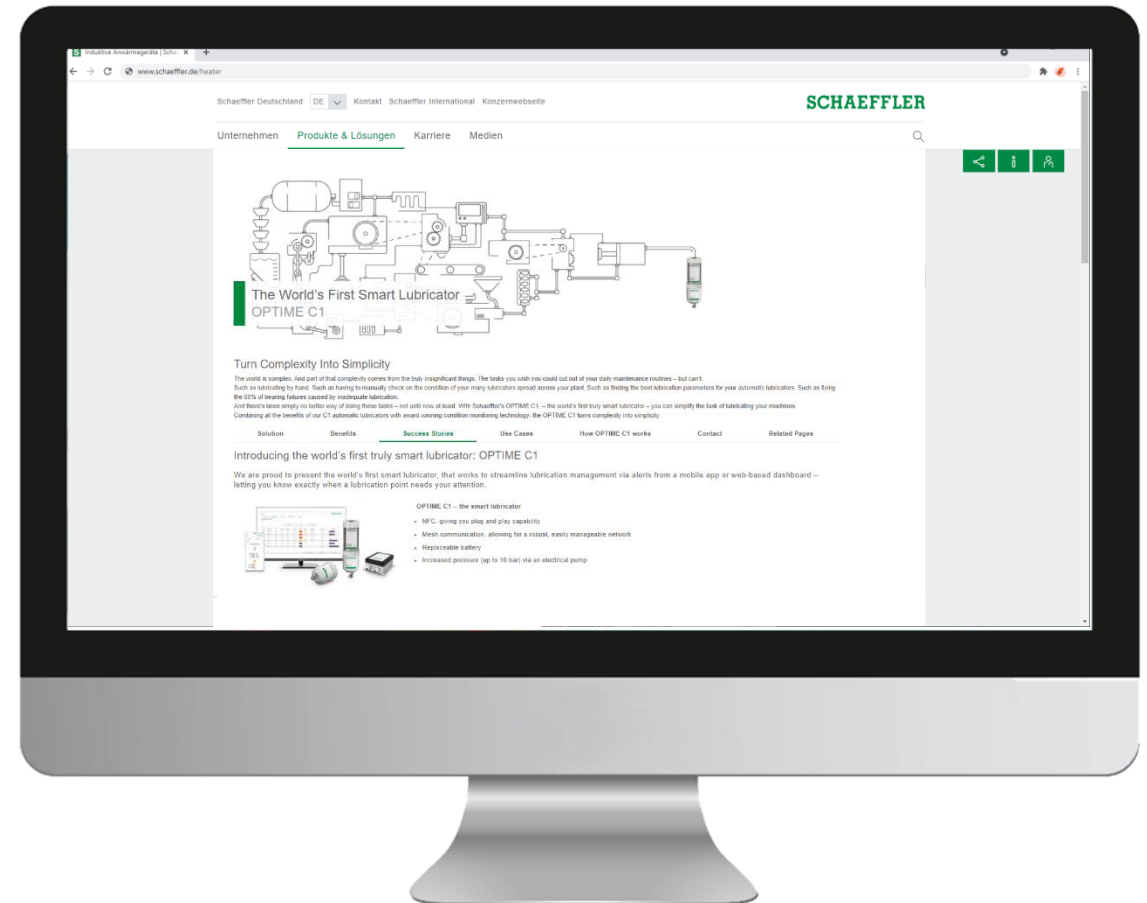 S Induktive Anwärmegeräte | Scha
www.schaeffler.de/heater
Schaeffler Deutschland DE Kontakt Schaeffler International Konzernwebseite
SCHAEFFLER
Unternehmen Produkte & Lösungen Karriere Medien
The World's First Smart Lubricator
OPTIME C1
Turn Complexity Into Simplicity
The world is complex. And part of that complexity comes from the truly insignificant things. The tasks you wish you could cut out of your daily maintenance routines – but can't.
Such as lubricating by hand. Such as having to manually check on the condition of your many lubricators spread across your plant. Such as finding the best lubrication parameters for your automatic lubricators. Such as fixing
the 60% of bearing failures caused by inadequate lubrication.
And there's been simply no better way of doing these tasks – not until now at least. With Schaeffler's OPTIME C1, – the world's first truly smart lubricator – you can simplify the task of lubricating your machines
Combining all the benefits of our C1 automatic lubricators with award winning condition monitoring technology: the OPTIME C1 turns complexity into simplicity.
Solution Benefits Success Stories Use Cases How OPTIME C1 works Contact Related Pages
Introducing the world's first truly smart lubricator: OPTIME C1
We are proud to present the world's first smart lubricator, that works to streamline lubrication management via alerts from a mobile app or web-based dashboard –
letting you know exactly when a lubrication point needs your attention.
OPTIME C1 – the smart lubricator
• NFC, giving you plug and play capability
• Mesh communication, allowing for a robust, easily manageable network
• Replaceable battery
• Increased pressure (up to 10 bar) via an electrical pump